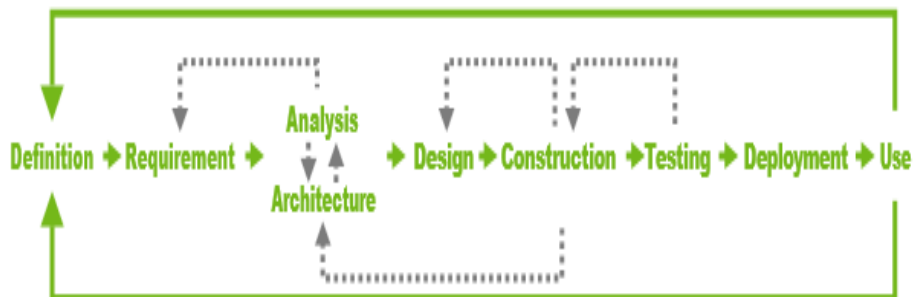 Analysis
Definition Requirement Design Construction Testing Deployment Use
Architecture